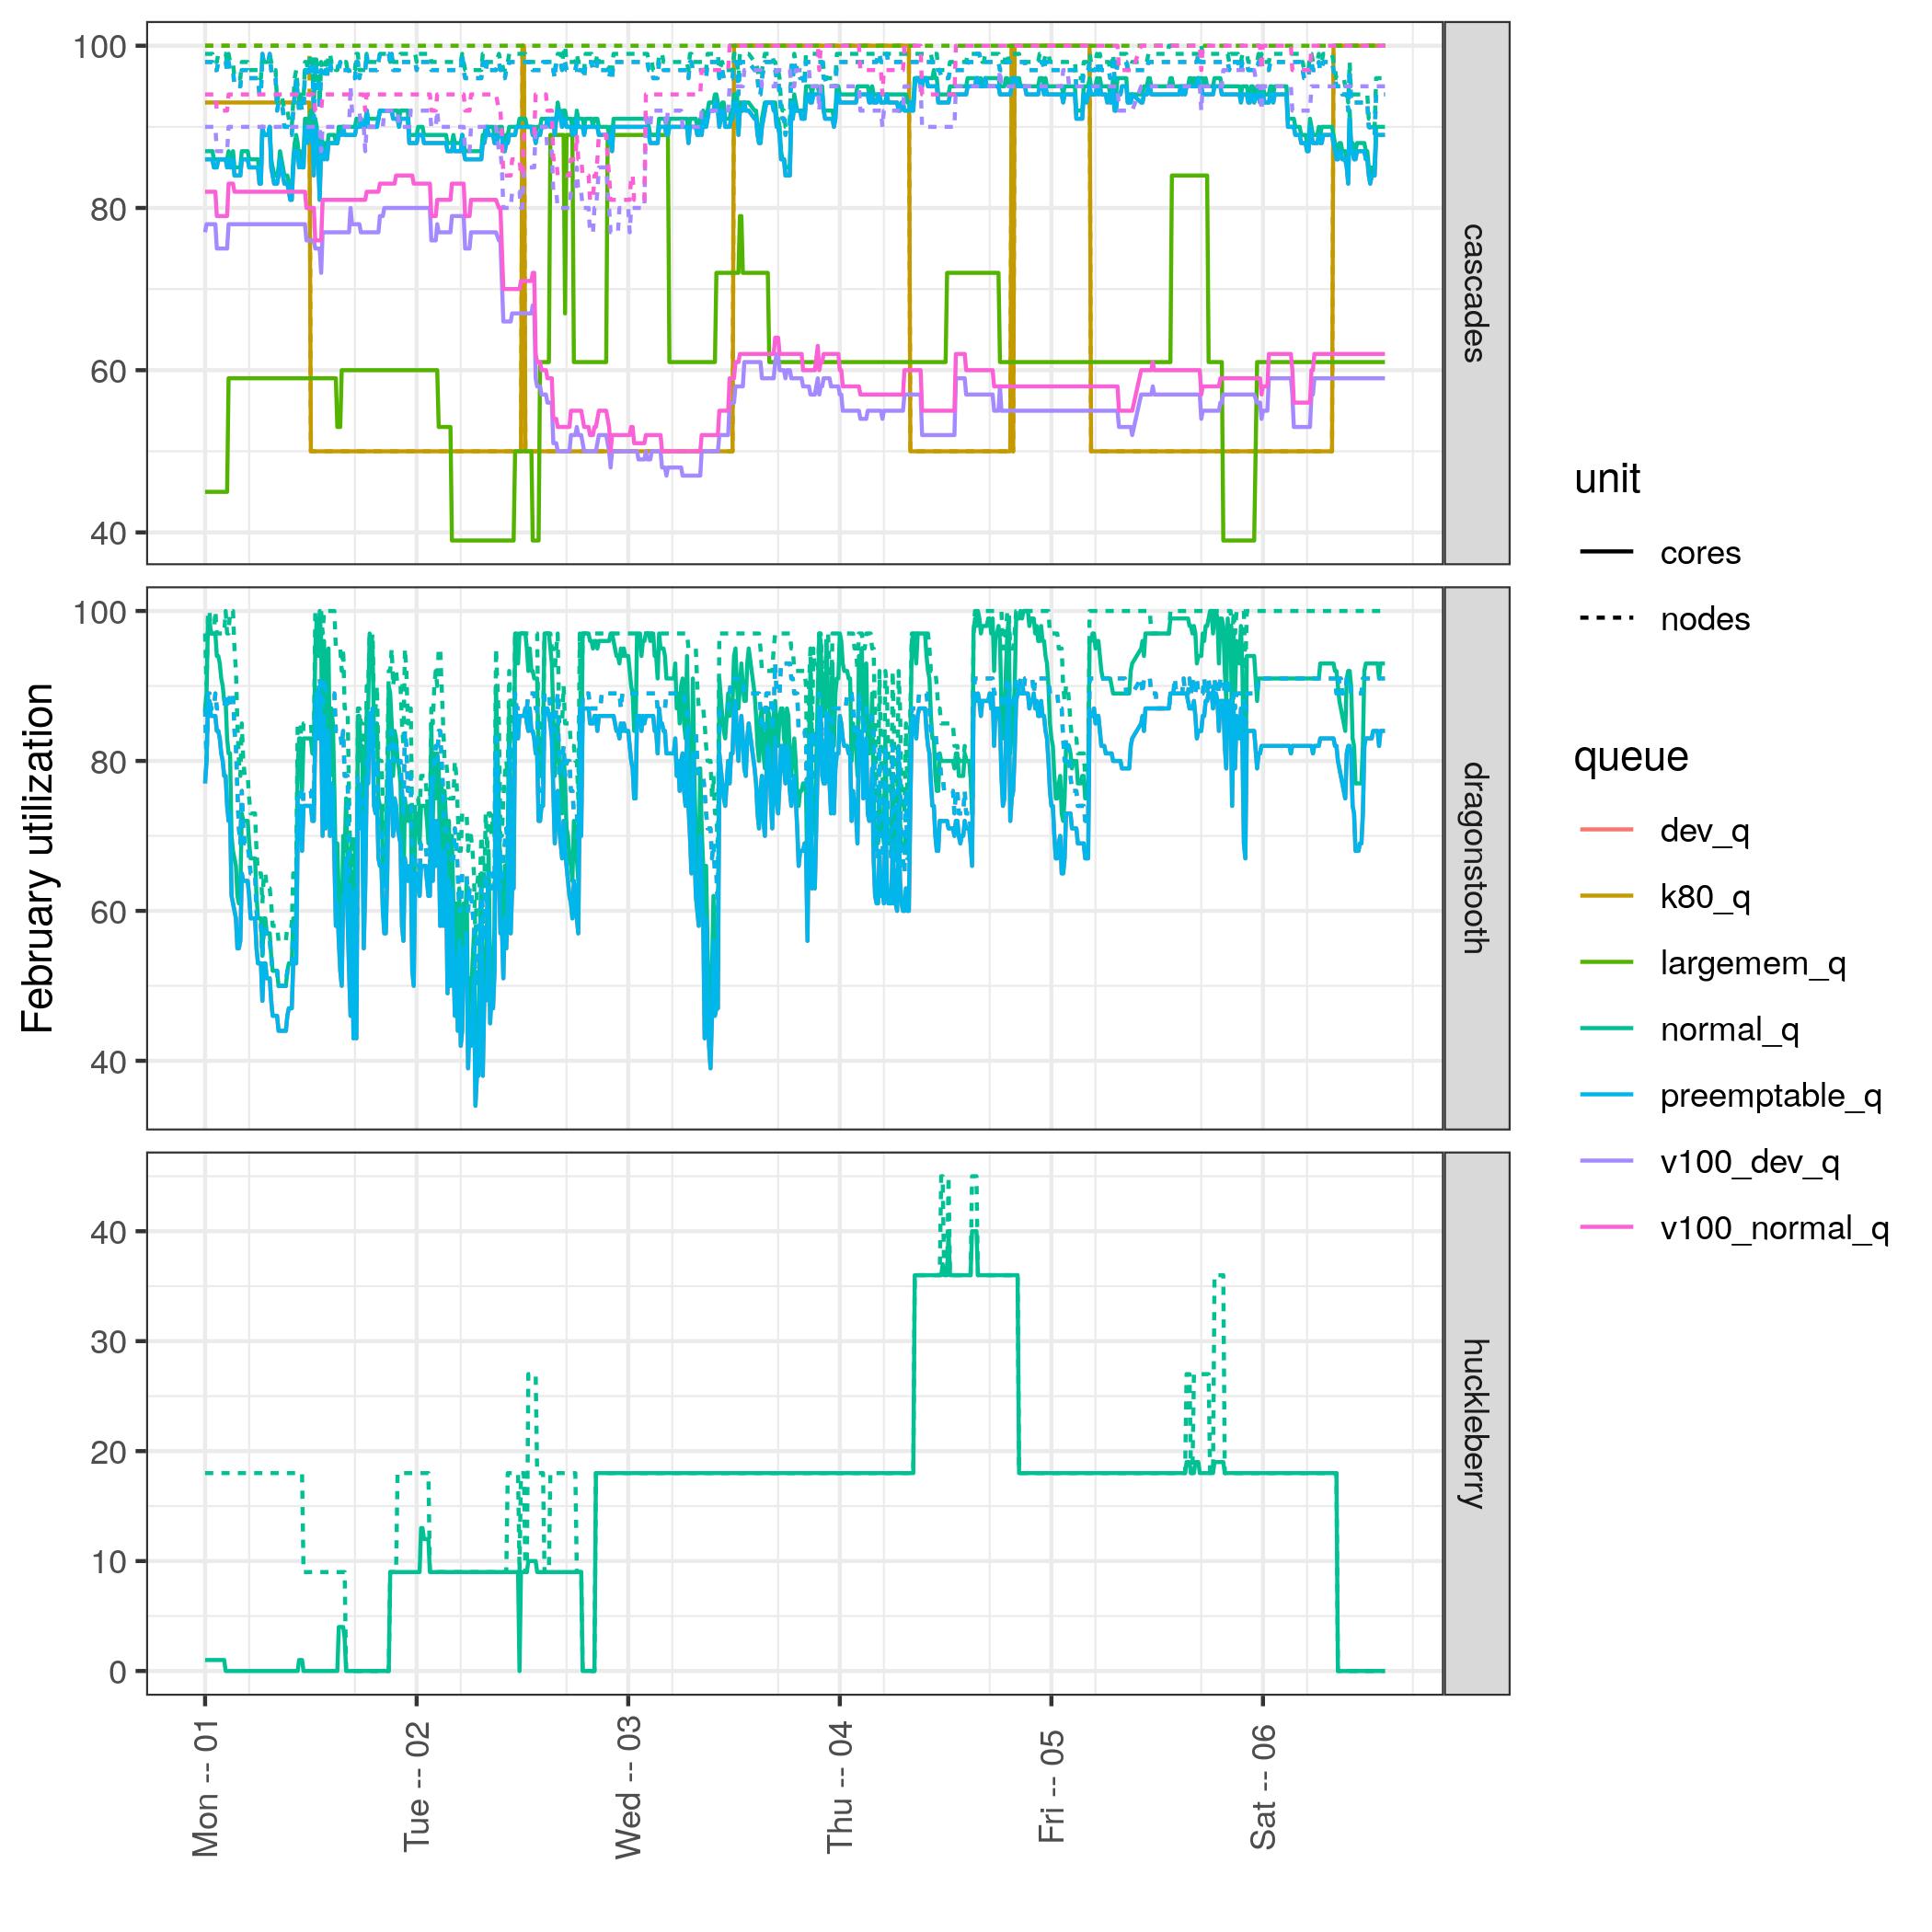 February utilization
100
80
60
40
cascades
100
80
60
40
dragonstooth
40
30
20
10
0
huckleberry
Mon -- 01
Tue -- 02
Wed -- 03
Thu -- 04
Fri -- 05
Sat -- 06
unit
cores
nodes
queue
dev_q
k80_q
largemem_q
normal_q
preemptable_q
v100_dev_q
v100_normal_q